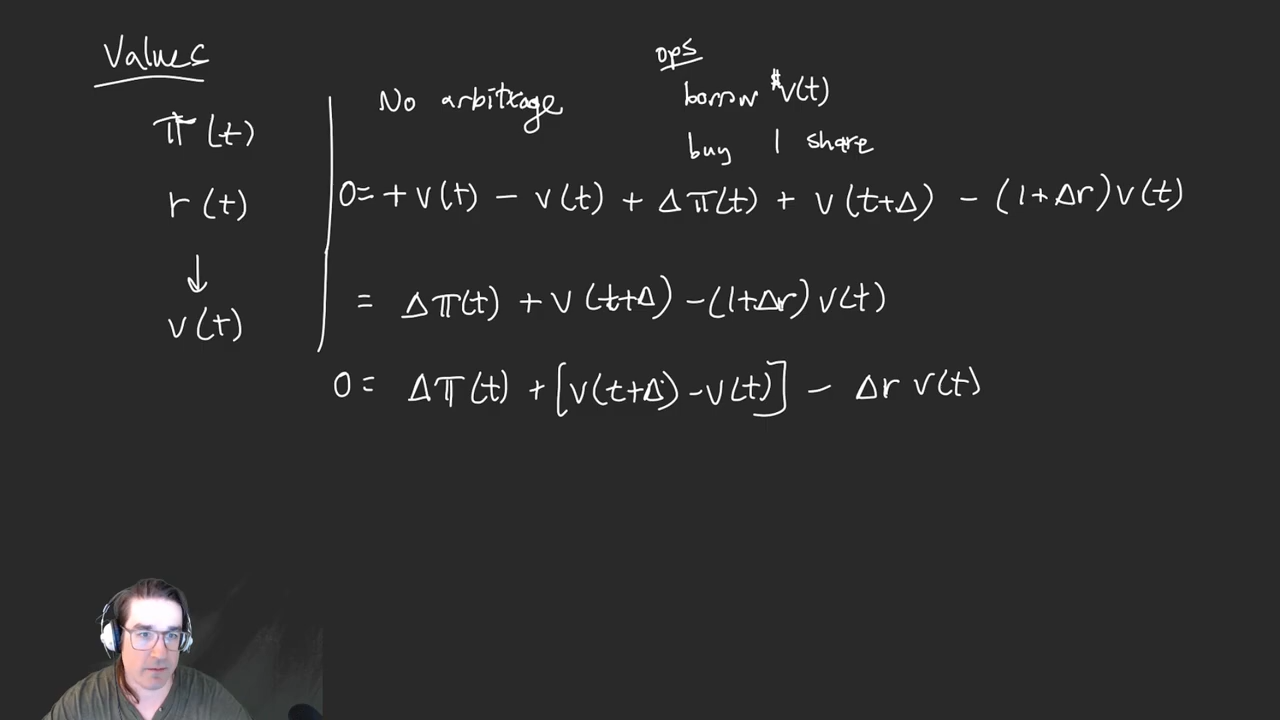 Values
π(t)
r(t)
↓
v(t)
No arbitrage
ops
borrow $v(t)
buy 1 share
0= +v(t) − v(t) + Δπ(t) + v(t+Δ) − (1+Δr)v(t)
= Δπ(t) + v(t+Δ) −(1+Δr)v(t)
0= Δπ(t) + [v(t+Δ) −v(t)] − Δr v(t)